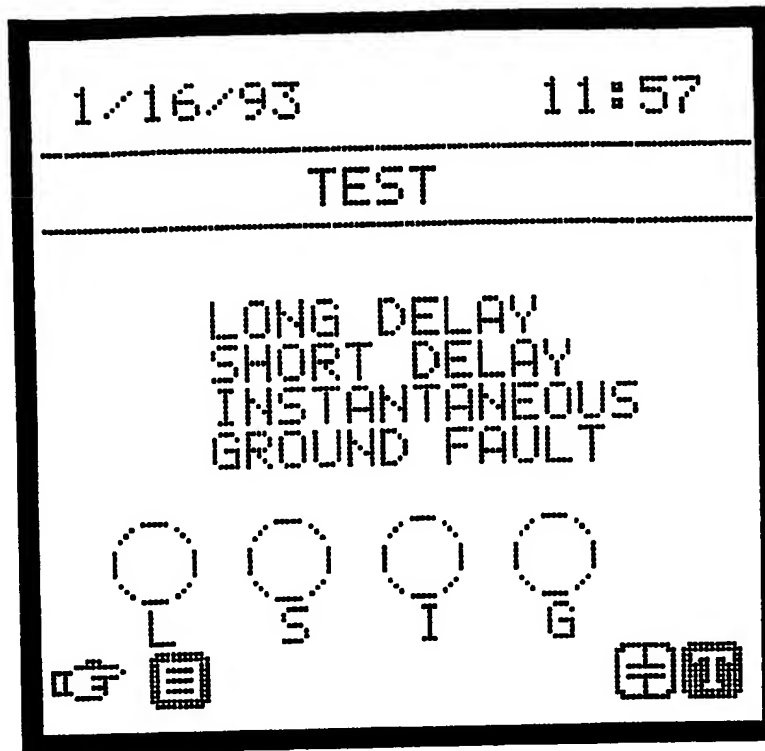 1/16/93 11:57
TEST
LONG DELAY
SHORT DELAY
INSTANTANEOUS
GROUND FAULT
L S I G